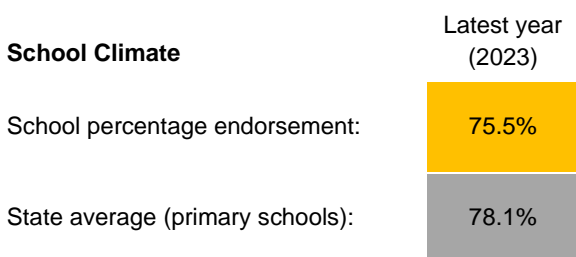 School Climate
Latest year
(2023)
School percentage endorsement: 75.5%
State average (primary schools): 78.1%